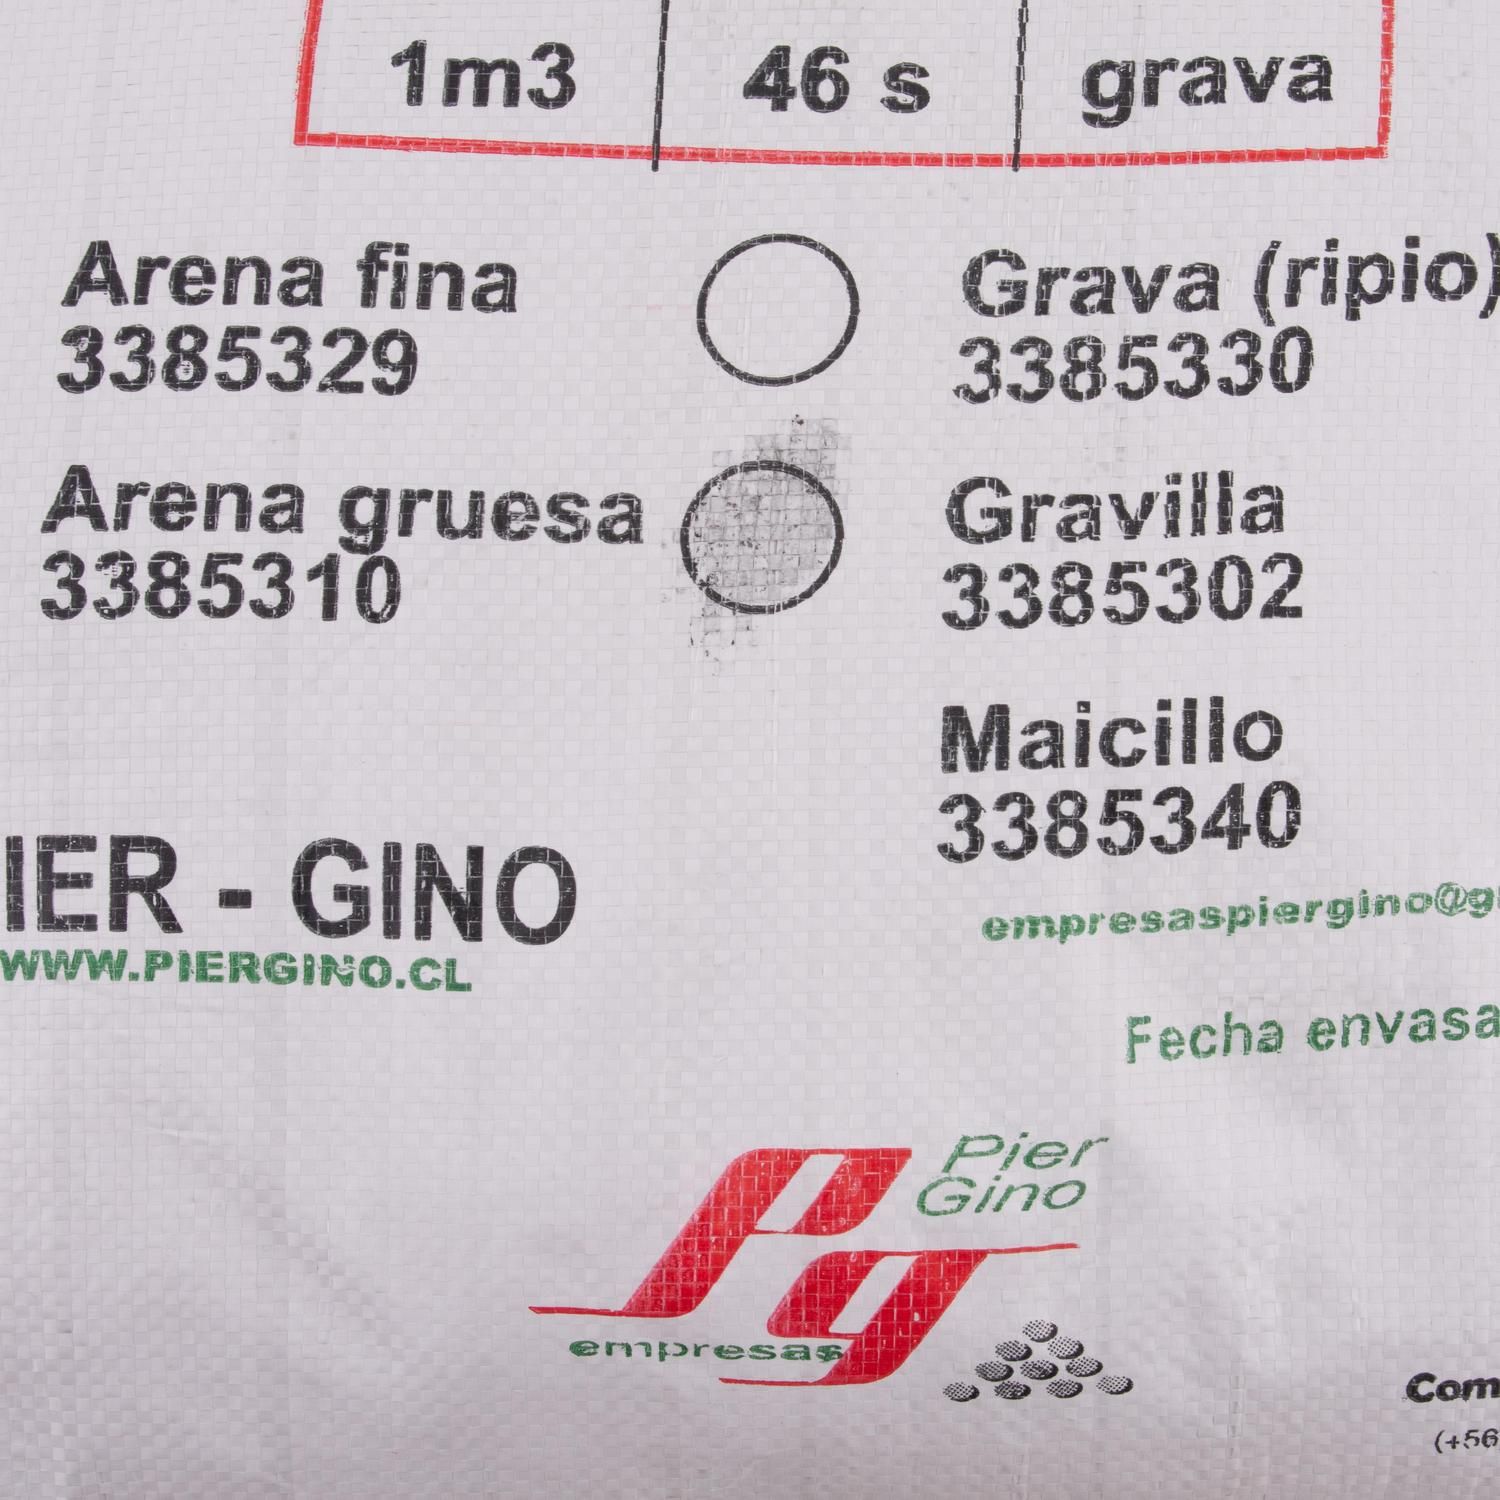 1m3 46 s grava
Arena fina
3385329
Grava (ripio)
3385330
Arena gruesa
3385310
Gravilla
3385302
Maicillo
3385340
IER - GINO
WWW.PIERGINO.CL
empresaspiergino@g
Fecha envasa
Pier
Gino
Pg
empresas
Com
(+56